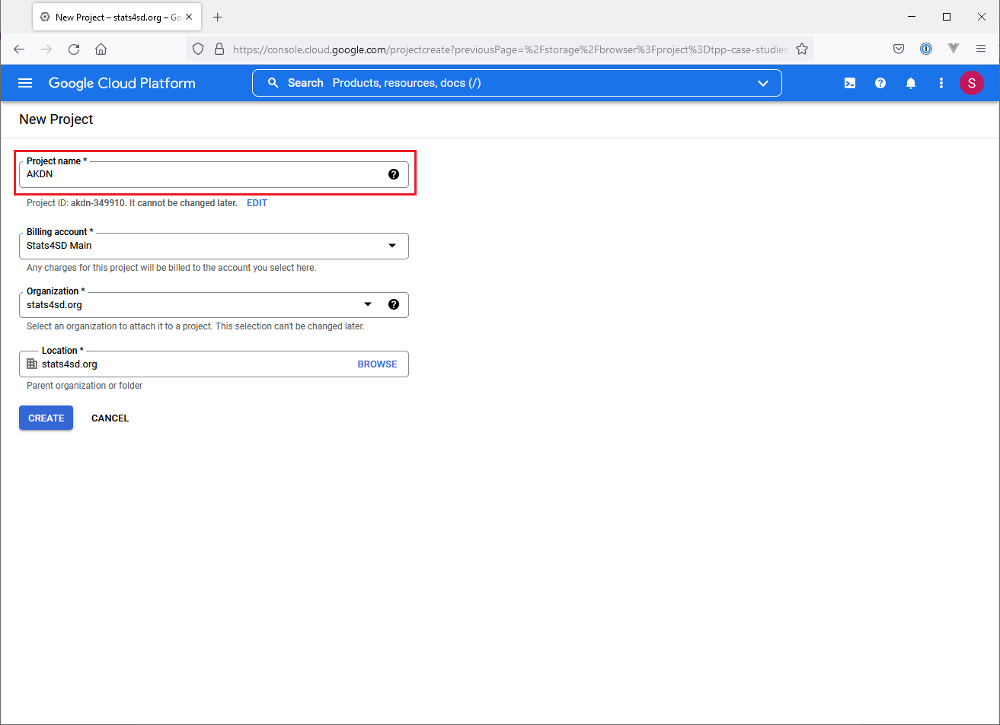 New Project – stats4sd.org – Go
https://console.cloud.google.com/projectcreate?previousPage=%2Fstorage%2Fbrowser%3Fproject%3Dtpp-case-studies
Google Cloud Platform
Search Products, resources, docs (/)
S
New Project
Project name *
AKDN
Project ID: akdn-349910. It cannot be changed later. EDIT
Billing account *
Stats4SD Main
Any charges for this project will be billed to the account you select here.
Organization *
stats4sd.org
Select an organization to attach it to a project. This selection can't be changed later.
Location *
stats4sd.org BROWSE
Parent organization or folder
CREATE CANCEL